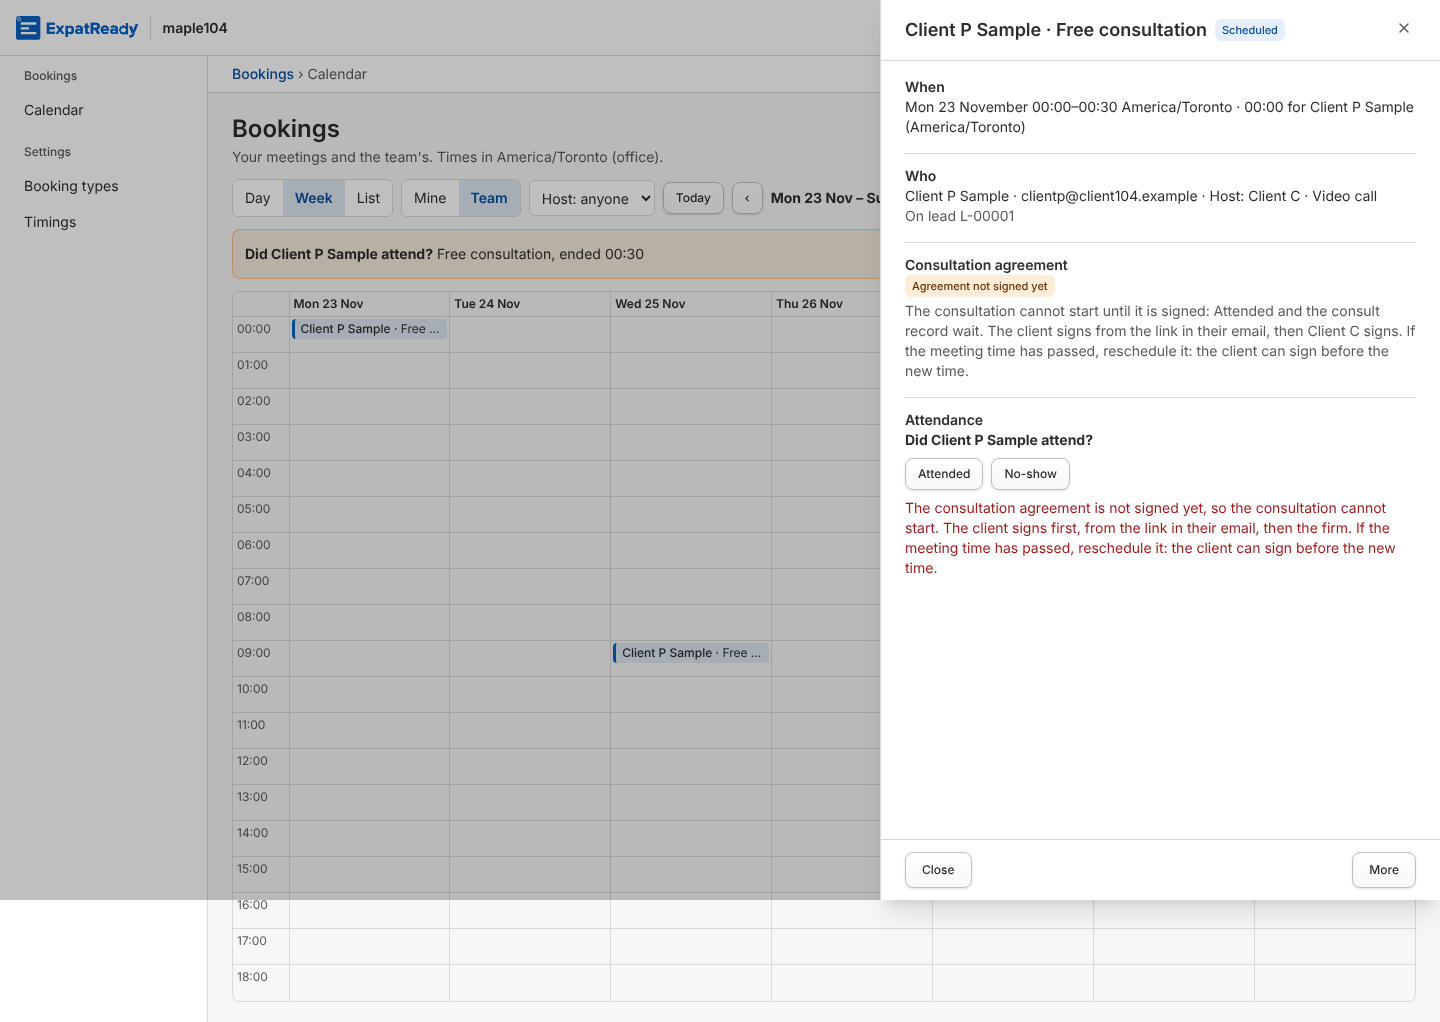 ExpatReady
maple104
Bookings
Calendar
Settings
Booking types
Timings
Bookings › Calendar
Bookings
Your meetings and the team's. Times in America/Toronto (office).
Day Week List Mine Team Host: anyone Today ‹ Mon 23 Nov – Su
Did Client P Sample attend? Free consultation, ended 00:30
Mon 23 Nov Tue 24 Nov Wed 25 Nov Thu 26 Nov
00:00 Client P Sample · Free ...
01:00
02:00
03:00
04:00
05:00
06:00
07:00
08:00
09:00 Client P Sample · Free ...
10:00
11:00
12:00
13:00
14:00
15:00
16:00
17:00
18:00
Client P Sample · Free consultation Scheduled ×
When
Mon 23 November 00:00–00:30 America/Toronto · 00:00 for Client P Sample
(America/Toronto)
Who
Client P Sample · clientp@client104.example · Host: Client C · Video call
On lead L-00001
Consultation agreement
Agreement not signed yet
The consultation cannot start until it is signed: Attended and the consult
record wait. The client signs from the link in their email, then Client C signs. If
the meeting time has passed, reschedule it: the client can sign before the
new time.
Attendance
Did Client P Sample attend?
Attended No-show
The consultation agreement is not signed yet, so the consultation cannot
start. The client signs first, from the link in their email, then the firm. If the
meeting time has passed, reschedule it: the client can sign before the new
time.
Close More